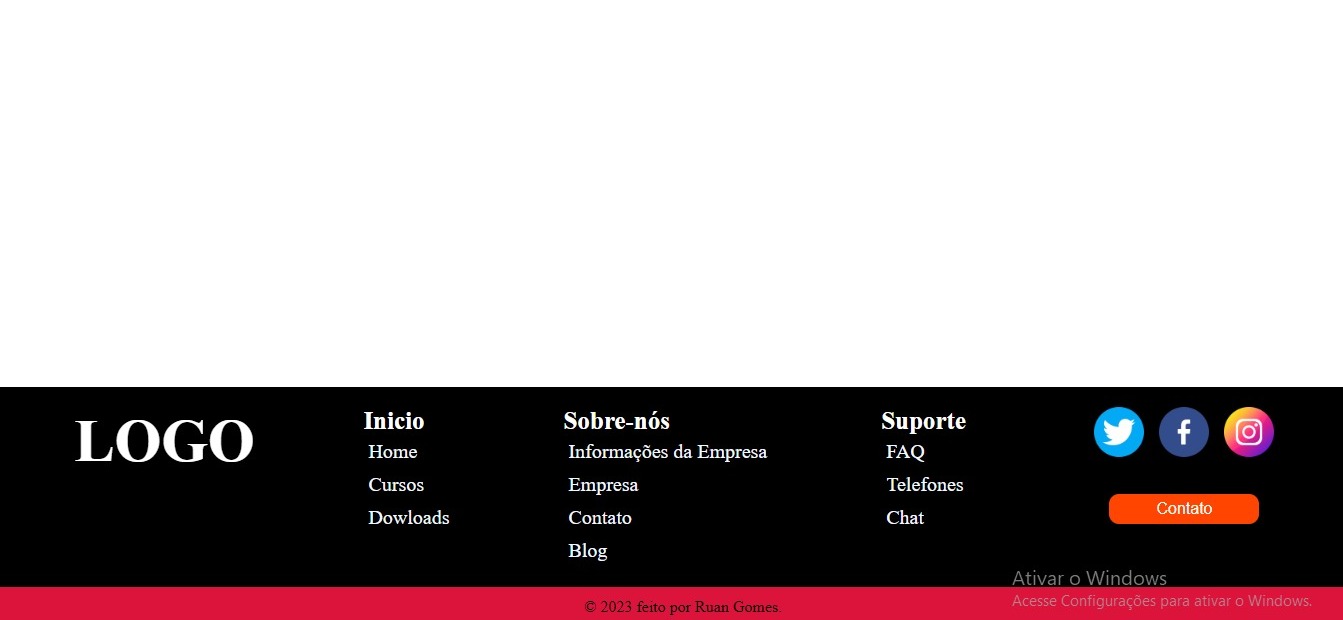 LOGO
Inicio
Home
Cursos
Dowloads
Sobre-nós
Informações da Empresa
Empresa
Contato
Blog
Suporte
FAQ
Telefones
Chat
Contato
Ativar o Windows
Acesse Configurações para ativar o Windows.
© 2023 feito por Ruan Gomes.